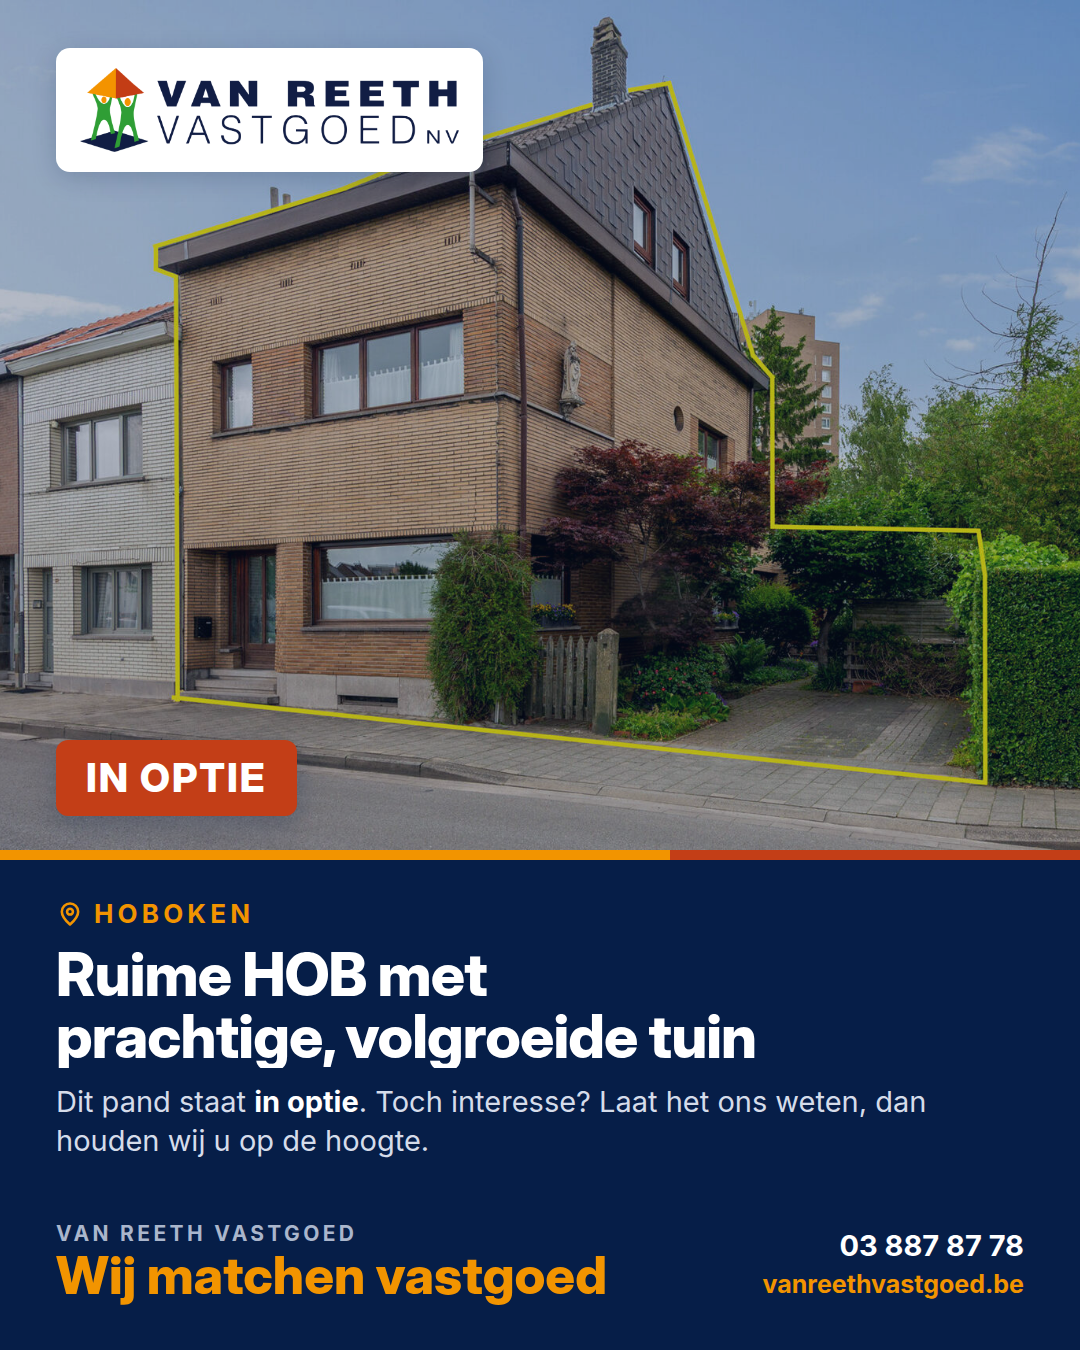 VAN REETH
VASTGOED NV
IN OPTIE
HOBOKEN
Ruime HOB met
prachtige, volgroeide tuin
Dit pand staat in optie. Toch interesse? Laat het ons weten, dan
houden wij u op de hoogte.
VAN REETH VASTGOED
Wij matchen vastgoed
03 887 87 78
vanreethvastgoed.be